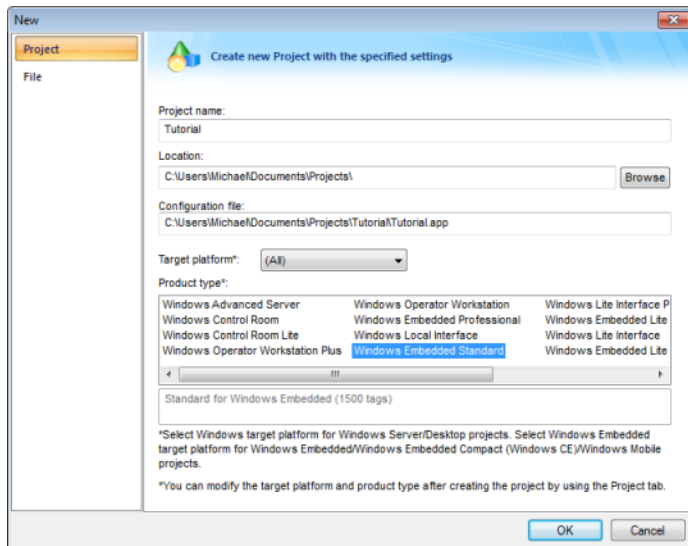 New
Project
File
Create new Project with the specified settings
Project name:
Tutorial
Location:
C:\Users\Michael\Documents\Projects\
Browse
Configuration file:
C:\Users\Michael\Documents\Projects\Tutorial\Tutorial.app
Target platform*:
(All)
Product type*:
Windows Advanced Server Windows Operator Workstation Windows Lite Interface P
Windows Control Room Windows Embedded Professional Windows Embedded Lite
Windows Control Room Lite Windows Local Interface Windows Lite Interface
Windows Operator Workstation Plus Windows Embedded Standard Windows Embedded Lite
Standard for Windows Embedded (1500 tags)
*Select Windows target platform for Windows Server/Desktop projects. Select Windows Embedded
target platform for Windows Embedded/Windows Embedded Compact (Windows CE)/Windows Mobile
projects.
*You can modify the target platform and product type after creating the project by using the Project tab.
OK
Cancel